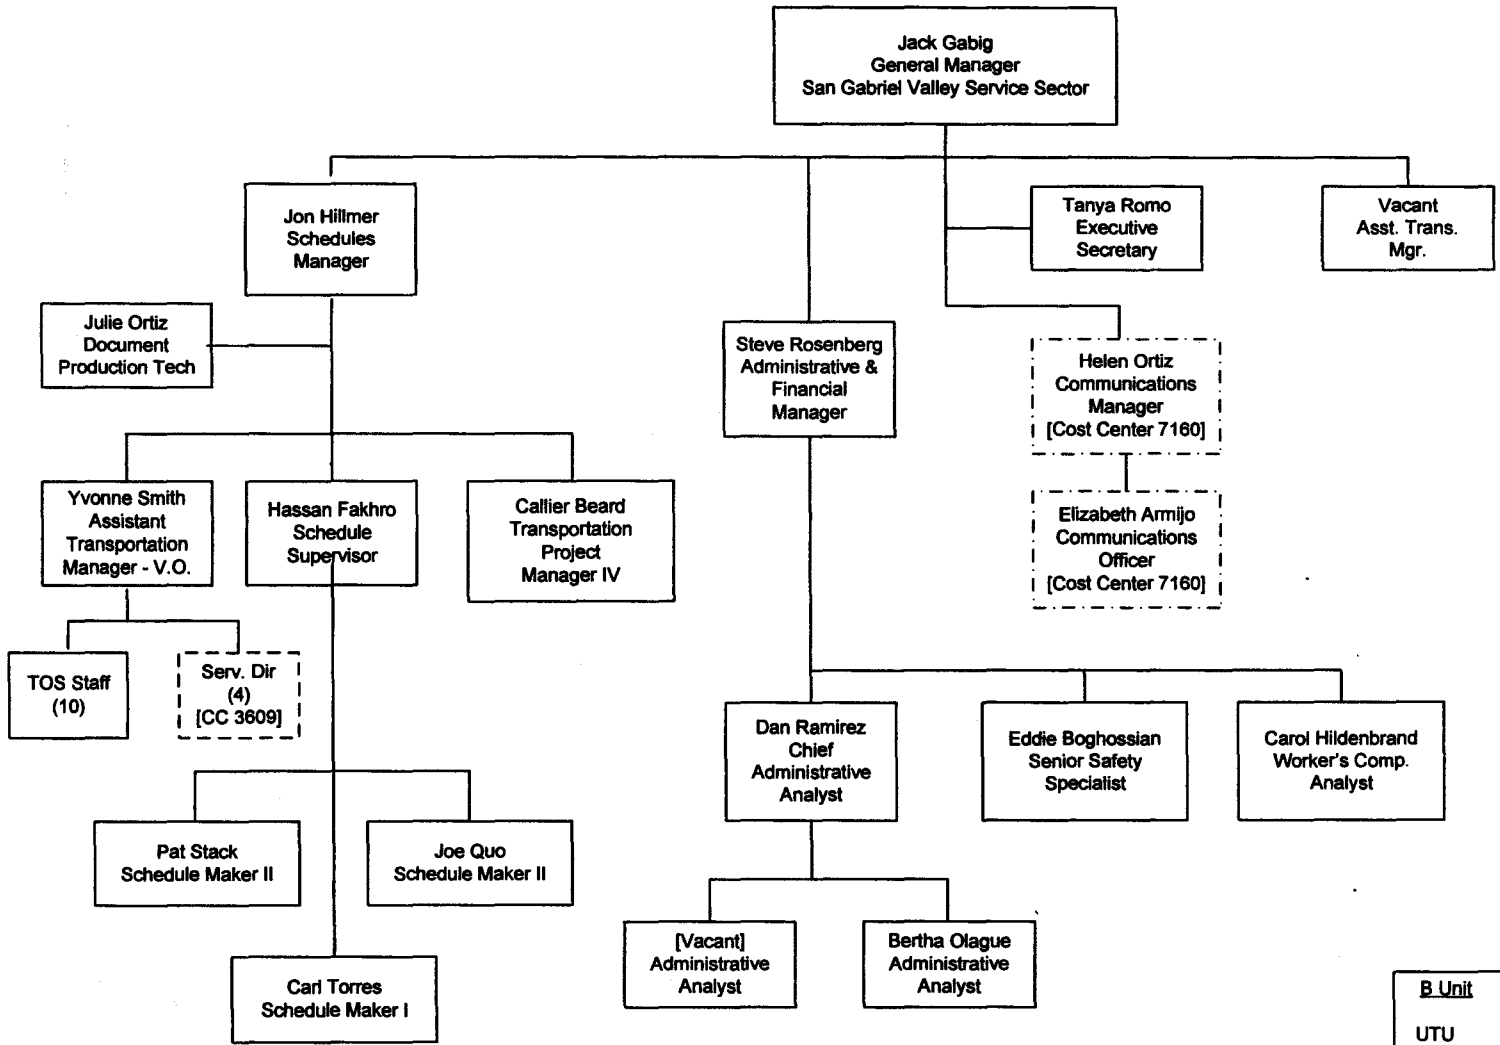 Jack Gabig
General Manager
San Gabriel Valley Service Sector
Jon Hillmer
Schedules
Manager
Tanya Romo
Executive
Secretary
Vacant
Asst. Trans.
Mgr.
Julie Ortiz
Document
Production Tech
Steve Rosenberg
Administrative &
Financial
Manager
Helen Ortiz
Communications
Manager
[Cost Center 7160]
Yvonne Smith
Assistant
Transportation
Manager - V.O.
Hassan Fakhro
Schedule
Supervisor
Callier Beard
Transportation
Project
Manager IV
Elizabeth Armijo
Communications
Officer
[Cost Center 7160]
TOS Staff
(10)
Serv. Dir
(4)
[CC 3609]
Dan Ramirez
Chief
Administrative
Analyst
Eddie Boghossian
Senior Safety
Specialist
Carol Hildenbrand
Worker's Comp.
Analyst
Pat Stack
Schedule Maker II
Joe Quo
Schedule Maker II
[Vacant]
Administrative
Analyst
Bertha Olague
Administrative
Analyst
Carl Torres
Schedule Maker I
B Unit
UTU